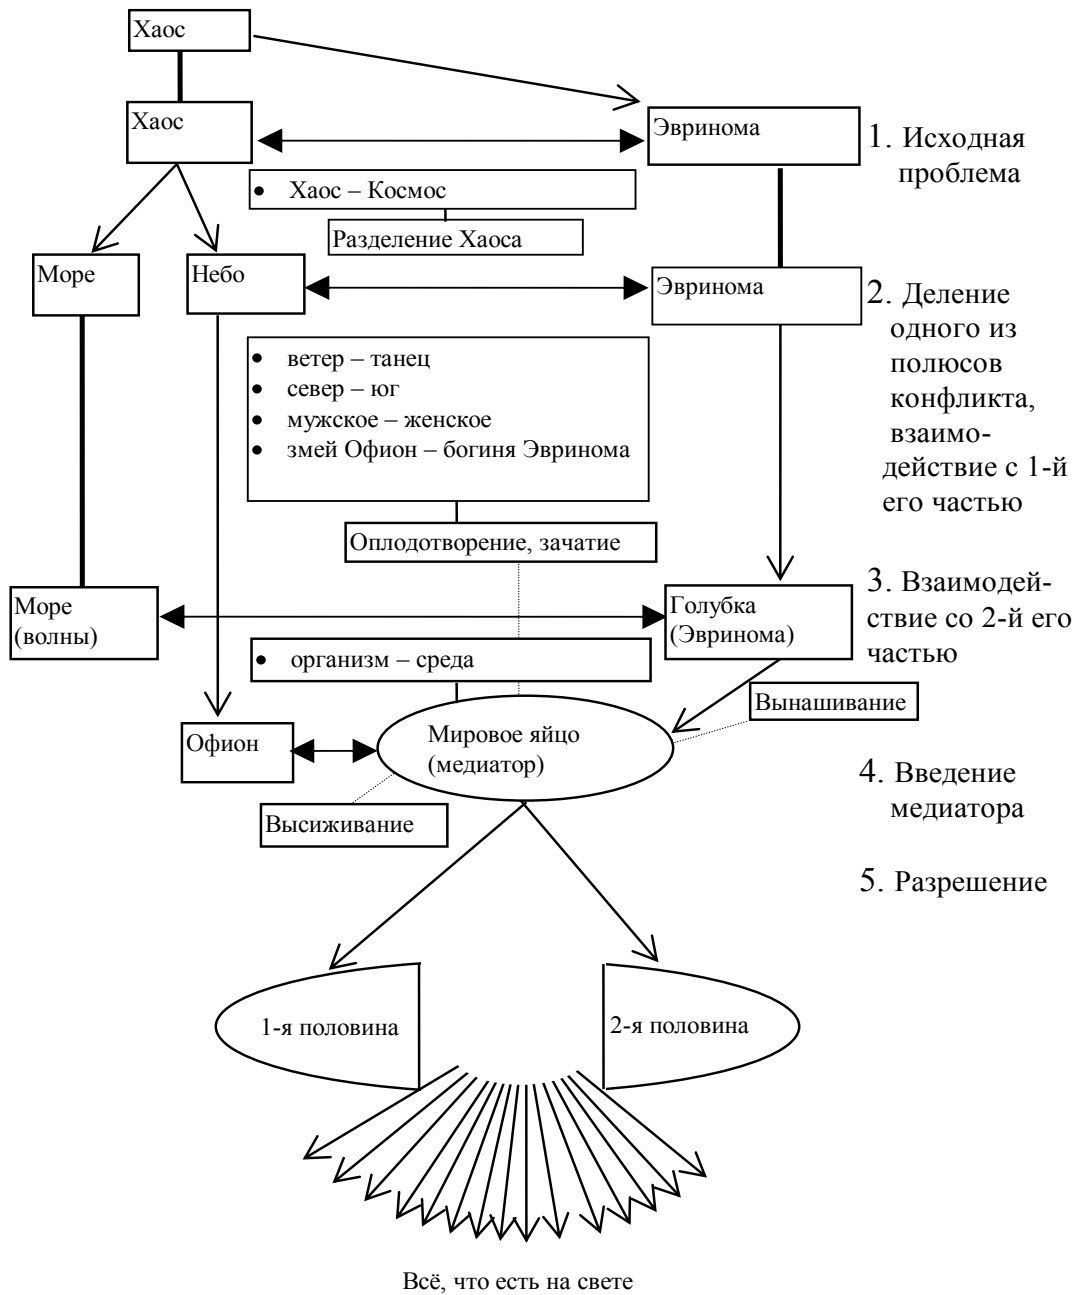 Хаос
Хаос
Эвринома
1. Исходная
проблема
• Хаос – Космос
Разделение Хаоса
Море
Небо
Эвринома
2. Деление
одного из
полюсов
конфликта,
взаимо-
действие с 1-й
его частью
• ветер – танец
• север – юг
• мужское – женское
• змей Офион – богиня Эвринома
Оплодотворение, зачатие
Море
(волны)
Голубка
(Эвринома)
3. Взаимодей-
ствие со 2-й его
частью
• организм – среда
Вынашивание
Офион
Мировое яйцо
(медиатор)
4. Введение
медиатора
Высиживание
5. Разрешение
1-я половина
2-я половина
Всё, что есть на свете